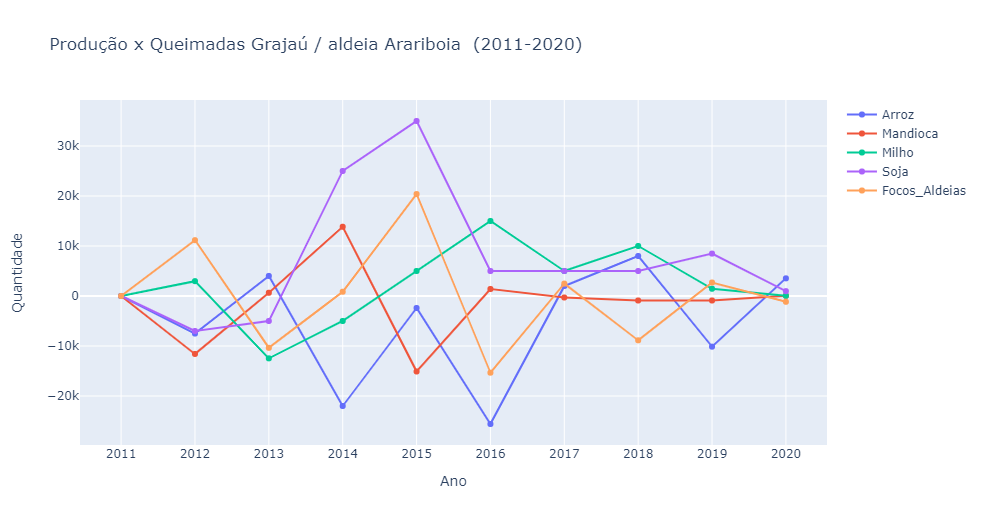 Produção x Queimadas Grajaú / aldeia Arariboia (2011-2020)
Arroz
Mandioca
Milho
Soja
Focos_Aldeias
Quantidade
30k
20k
10k
0
−10k
−20k
2011 2012 2013 2014 2015 2016 2017 2018 2019 2020
Ano